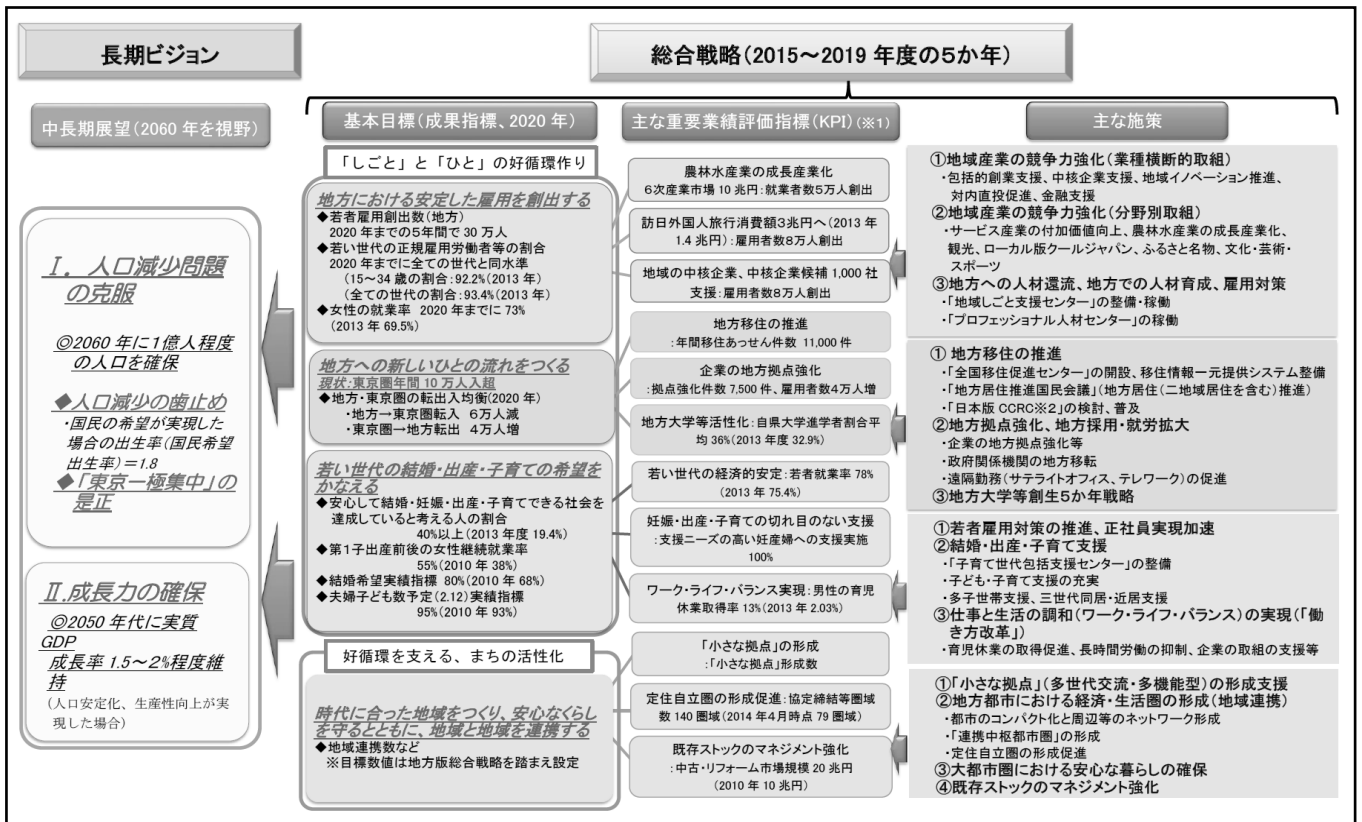 長期ビジョン
総合戦略(2015～2019 年度の5か年)
中長期展望(2060 年を視野)
基本目標(成果指標、2020 年)
主な重要業績評価指標(KPI)(※1)
主な施策
Ⅰ．人口減少問題
の克服
◎2060 年に1億人程度
の人口を確保
◆人口減少の歯止め
・国民の希望が実現した
場合の出生率(国民希望
出生率)＝1.8
◆「東京一極集中」の
是正
Ⅱ.成長力の確保
◎2050 年代に実質
GDP
成長率 1.5～2%程度維
持
(人口安定化、生産性向上が実
現した場合)
「しごと」と「ひと」の好循環作り
地方における安定した雇用を創出する
◆若者雇用創出数(地方)
2020 年までの5年間で 30 万人
◆若い世代の正規雇用労働者等の割合
2020 年までに全ての世代と同水準
(15～34 歳の割合：92.2%(2013 年)
(全ての世代の割合：93.4%(2013 年)
◆女性の就業率 2020 年までに 73%
(2013 年 69.5%)
地方への新しいひとの流れをつくる
現状：東京圏年間 10 万人入超
◆地方・東京圏の転出入均衡(2020 年)
・地方→東京圏転入 6万人減
・東京圏→地方転出 4万人増
若い世代の結婚・出産・子育ての希望を
かなえる
◆安心して結婚・妊娠・出産・子育てできる社会を
達成していると考える人の割合
40%以上(2013 年度 19.4%)
◆第1子出産前後の女性継続就業率
55%(2010 年 38%)
◆結婚希望実績指標 80%(2010 年 68%)
◆夫婦子ども数予定(2.12)実績指標
95%(2010 年 93%)
好循環を支える、まちの活性化
時代に合った地域をつくり、安心なくらし
を守るとともに、地域と地域を連携する
◆地域連携数など
※目標数値は地方版総合戦略を踏まえ設定
農林水産業の成長産業化
6次産業市場 10 兆円：就業者数5万人創出
訪日外国人旅行消費額3兆円へ(2013 年
1.4 兆円)：雇用者数8万人創出
地域の中核企業、中核企業候補 1,000 社
支援：雇用者数8万人創出
地方移住の推進
：年間移住あっせん件数 11,000 件
企業の地方拠点強化
：拠点強化件数 7,500 件、雇用者数4万人増
地方大学等活性化：自県大学進学者割合平
均 36%(2013 年度 32.9%)
若い世代の経済的安定：若者就業率 78%
(2013 年 75.4%)
妊娠・出産・子育ての切れ目のない支援
：支援ニーズの高い妊産婦への支援実施
100%
ワーク・ライフ・バランス実現：男性の育児
休業取得率 13%(2013 年 2.03%)
「小さな拠点」の形成
：「小さな拠点」形成数
定住自立圏の形成促進：協定締結等圏域
数 140 圏域(2014 年4月時点 79 圏域)
既存ストックのマネジメント強化
：中古・リフォーム市場規模 20 兆円
(2010 年 10 兆円)
①地域産業の競争力強化(業種横断的取組)
・包括的創業支援、中核企業支援、地域イノベーション推進、
対内直投促進、金融支援
②地域産業の競争力強化(分野別取組)
・サービス産業の付加価値向上、農林水産業の成長産業化、
観光、ローカル版クールジャパン、ふるさと名物、文化・芸術・
スポーツ
③地方への人材還流、地方での人材育成、雇用対策
・「地域しごと支援センター」の整備・稼働
・「プロフェッショナル人材センター」の稼働
① 地方移住の推進
・「全国移住促進センター」の開設、移住情報一元提供システム整備
・「地方居住推進国民会議」(地方居住(二地域居住を含む)推進)
・「日本版 CCRC※2」の検討、普及
②地方拠点強化、地方採用・就労拡大
・企業の地方拠点強化等
・政府関係機関の地方移転
・遠隔勤務(サテライトオフィス、テレワーク)の促進
③地方大学等創生5か年戦略
①若者雇用対策の推進、正社員実現加速
②結婚・出産・子育て支援
・「子育て世代包括支援センター」の整備
・子ども・子育て支援の充実
・多子世帯支援、三世代同居・近居支援
③仕事と生活の調和(ワーク・ライフ・バランス)の実現(「働
き方改革」)
・育児休業の取得促進、長時間労働の抑制、企業の取組の支援等
①「小さな拠点」(多世代交流・多機能型)の形成支援
②地方都市における経済・生活圏の形成(地域連携)
・都市のコンパクト化と周辺等のネットワーク形成
・「連携中枢都市圏」の形成
・定住自立圏の形成促進
③大都市圏における安心な暮らしの確保
④既存ストックのマネジメント強化